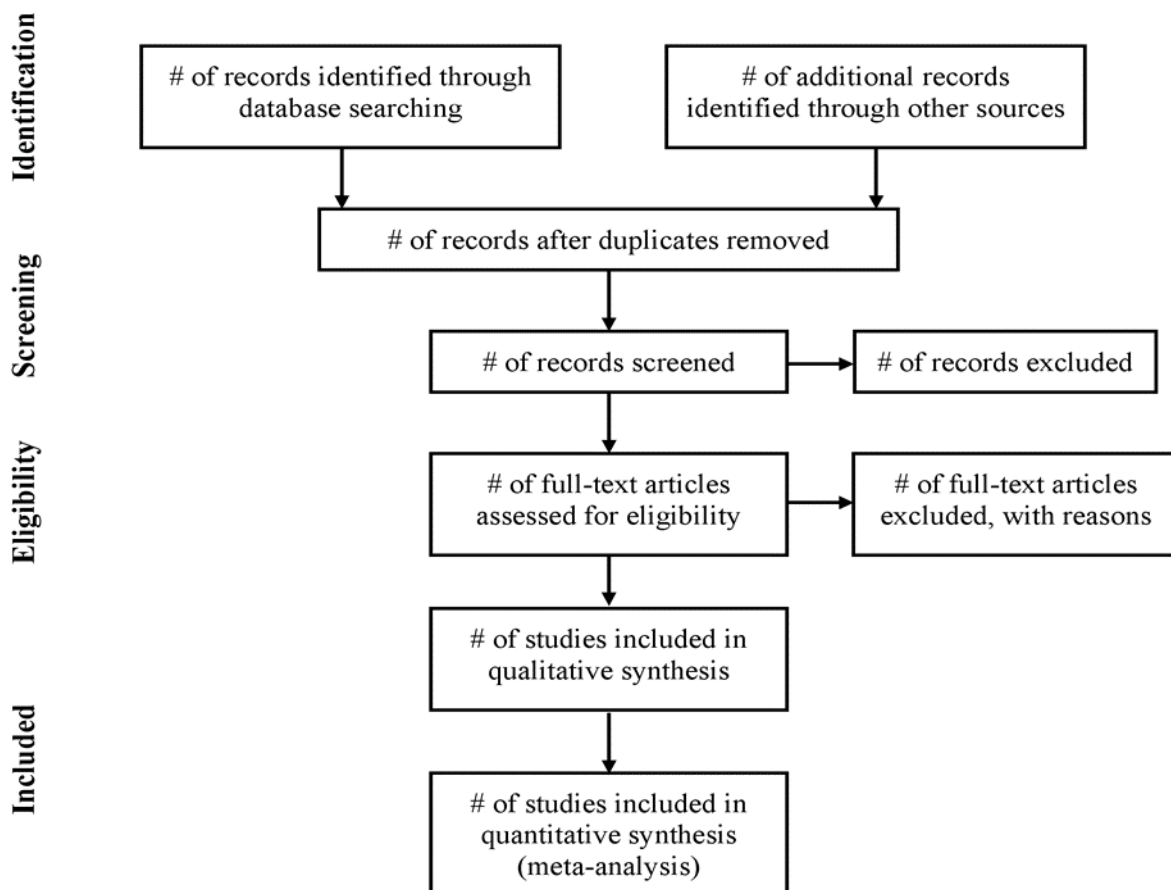 Identification
# of records identified through
database searching
# of additional records
identified through other sources
# of records after duplicates removed
Screening
# of records screened
# of records excluded
Eligibility
# of full-text articles
assessed for eligibility
# of full-text articles
excluded, with reasons
# of studies included in
qualitative synthesis
Included
# of studies included in
quantitative synthesis
(meta-analysis)